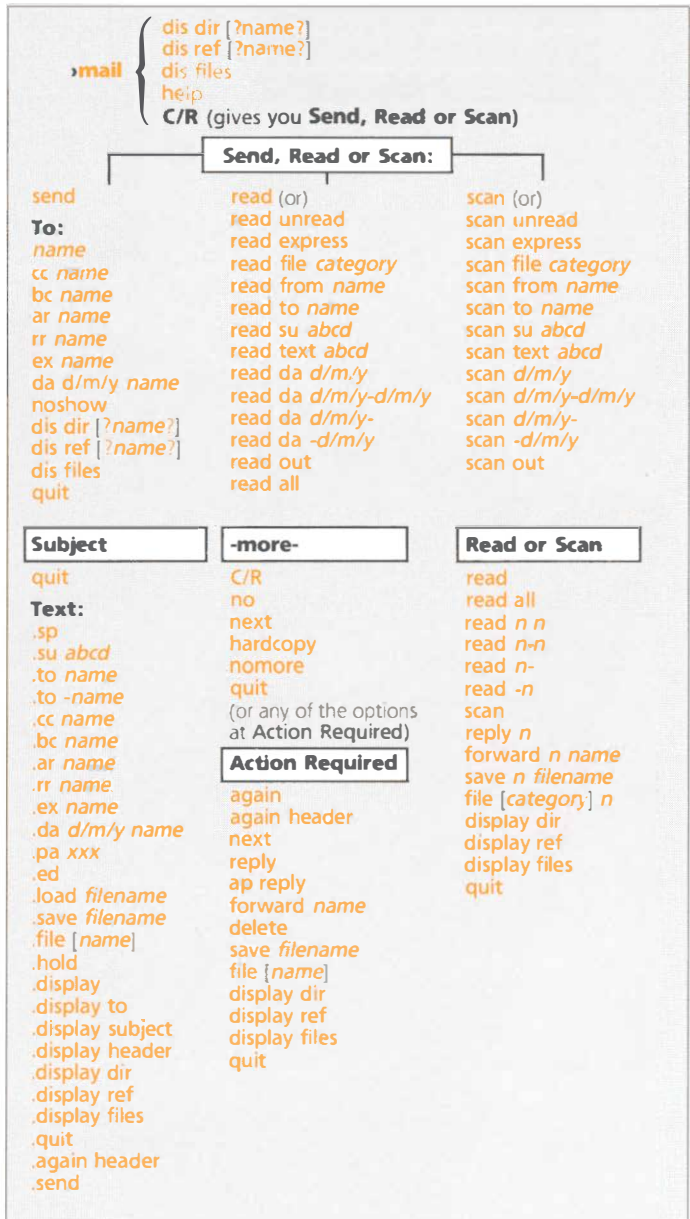 dis dir [?name?]
dis ref [?name?]
›mail
dis files
help
C/R (gives you Send, Read or Scan)
Send, Read or Scan:
send
To:
name
cc name
bc name
ar name
rr name
ex name
da d/m/y name
noshow
dis dir [?name?]
dis ref [?name?]
dis files
quit
read (or)
read unread
read express
read file category
read from name
read to name
read su abcd
read text abcd
read da d/m/y
read da d/m/y-d/m/y
read da d/m/y-
read da -d/m/y
read out
read all
scan (or)
scan unread
scan express
scan file category
scan from name
scan to name
scan su abcd
scan text abcd
scan d/m/y
scan d/m/y-d/m/y
scan d/m/y-
scan -d/m/y
scan out
Subject
quit
Text:
.sp
.su abcd
.to name
.to -name
.cc name
.bc name
.ar name
.rr name
.ex name
.da d/m/y name
.pa xxx
.ed
.load filename
.save filename
.file [name]
.hold
.display
.display to
.display subject
.display header
.display dir
.display ref
.display files
.quit
.again header
.send
-more-
C/R
no
next
hardcopy
nomore
quit
(or any of the options
at Action Required)
Action Required
again
again header
next
reply
ap reply
forward name
delete
save filename
file [name]
display dir
display ref
display files
quit
Read or Scan
read
read all
read n n
read n-n
read n-
read -n
scan
reply n
forward n name
save n filename
file [category] n
display dir
display ref
display files
quit